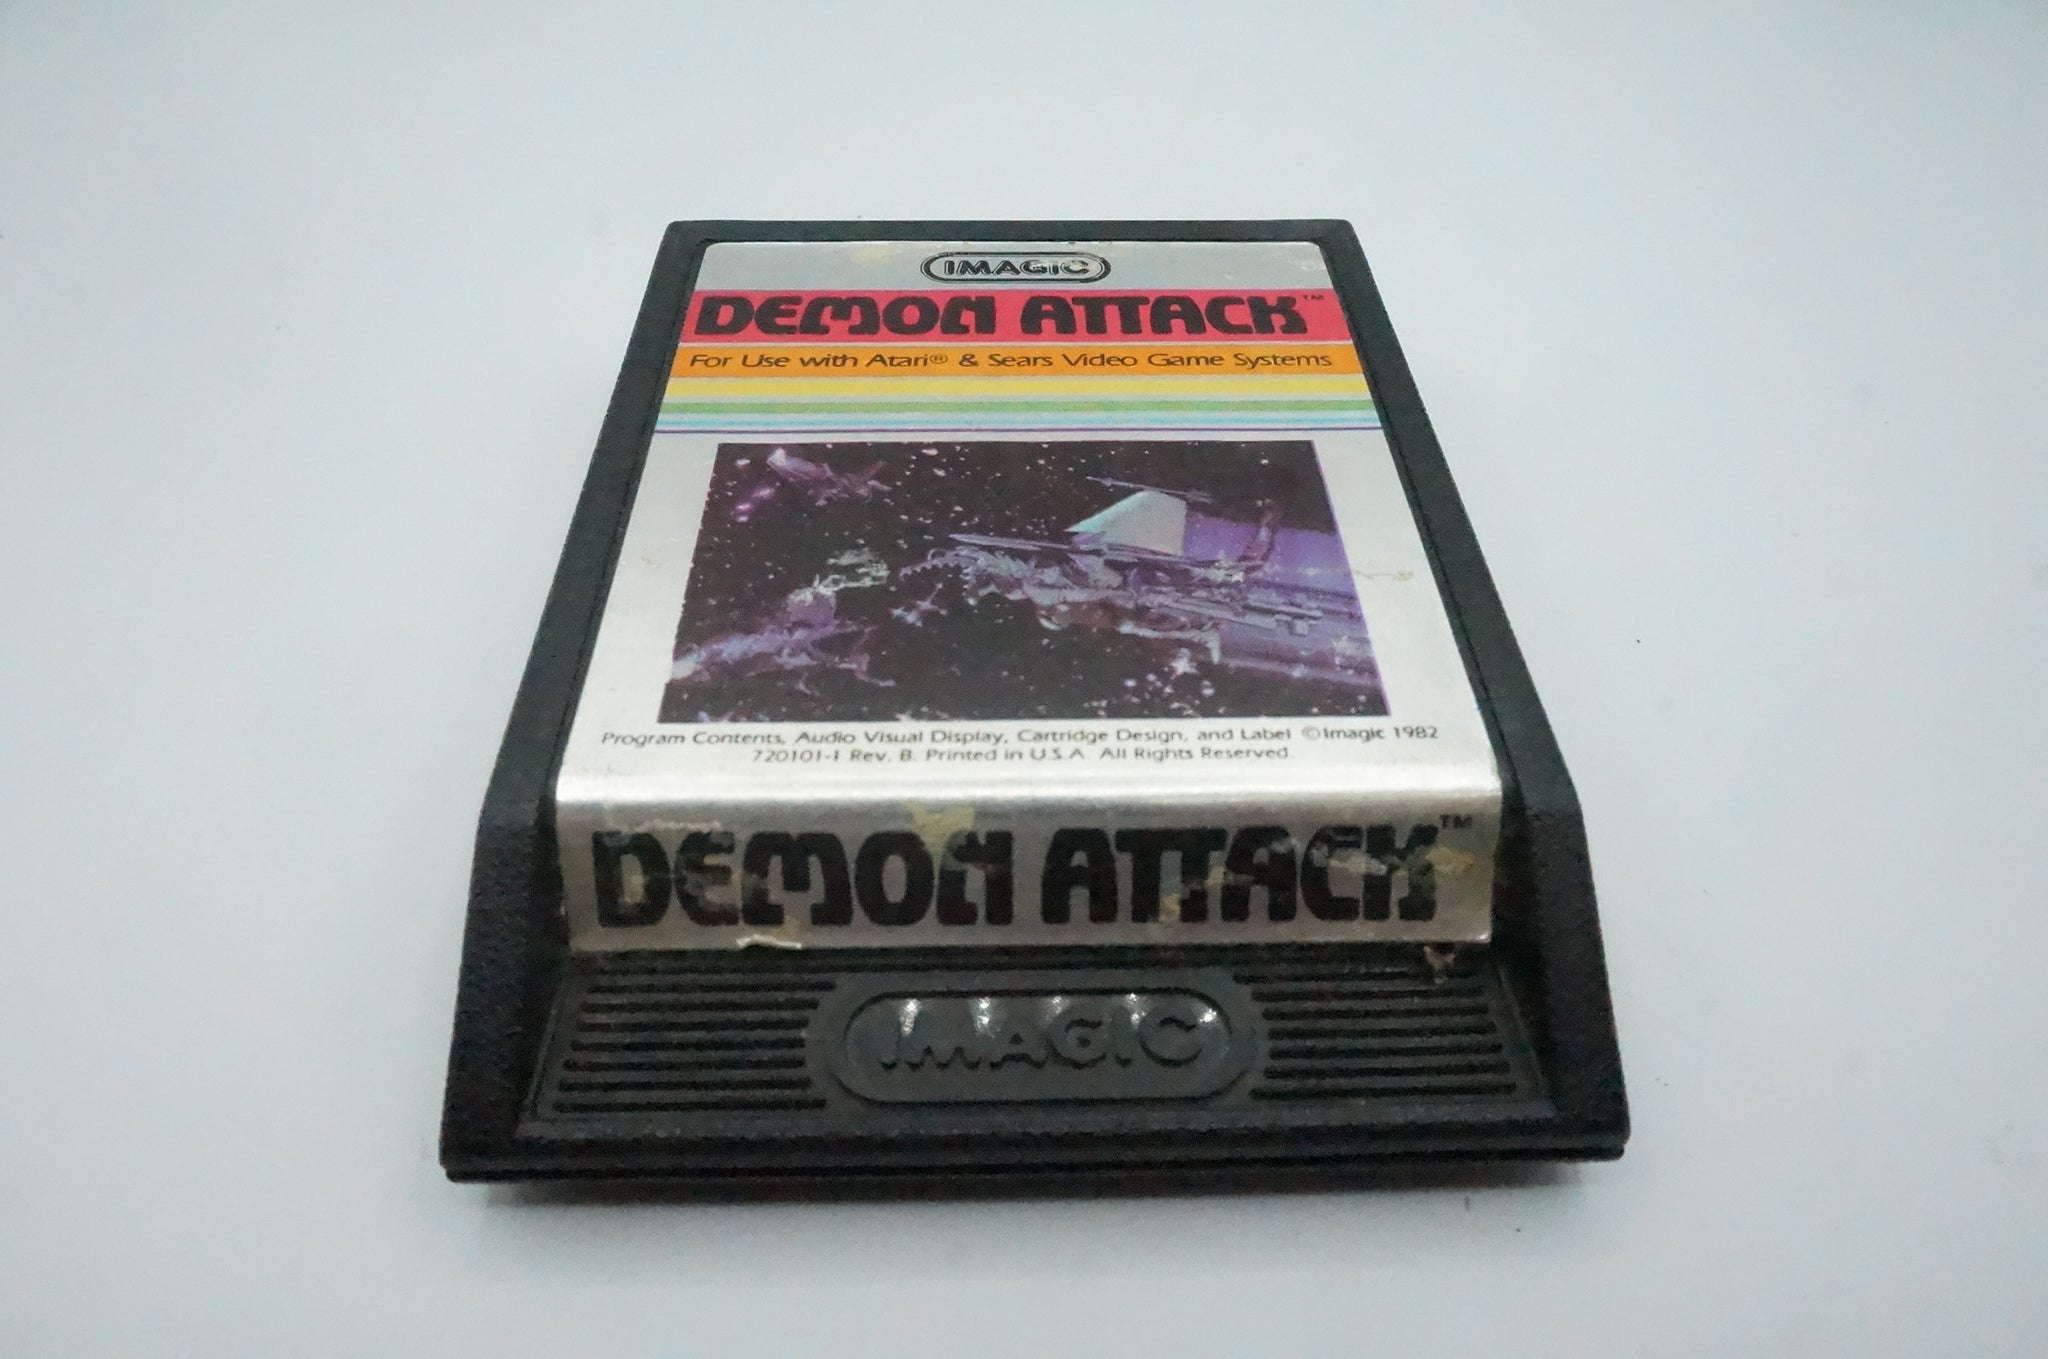 IMAGIC
DEMON ATTACK™
For Use with Atari® & Sears Video Game Systems
Program Contents, Audio Visual Display, Cartridge Design, and Label ©Imagic 1982
720101-1 Rev. B. Printed in U.S.A. All Rights Reserved.
DEMON ATTACK™
IMAGIC